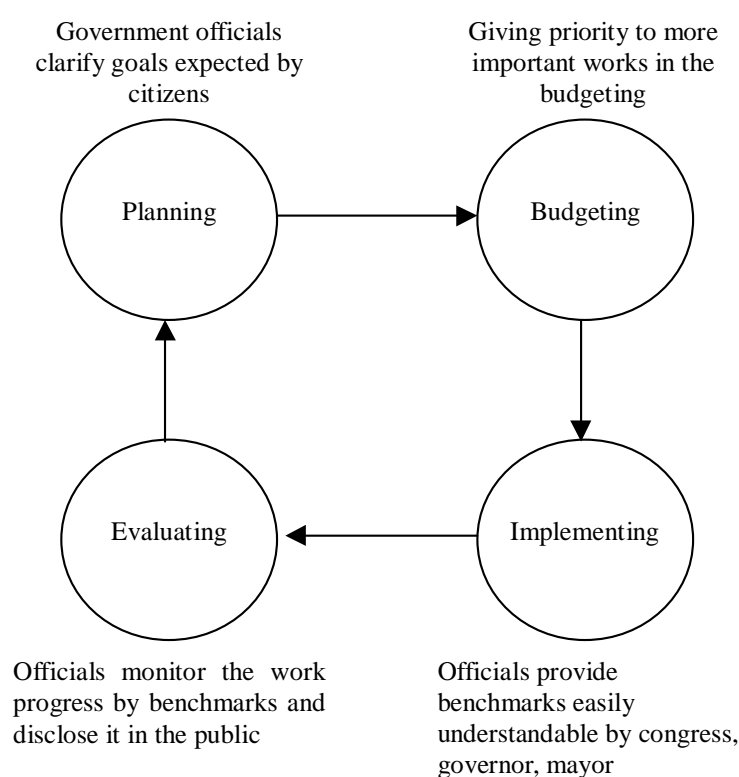 Government officials
clarify goals expected by
citizens
Giving priority to more
important works in the
budgeting
Planning
Budgeting
Evaluating
Implementing
Officials monitor the work
progress by benchmarks and
disclose it in the public
Officials provide
benchmarks easily
understandable by congress,
governor, mayor